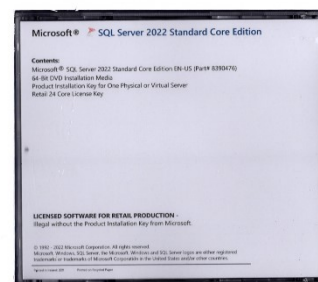 Microsoft® SQL Server 2022 Standard Core Edition
Contents:
Microsoft® SQL Server 2022 Standard Core Edition EN-US (Part# 8280476)
64-Bit DVD Installation Media
Product Installation Key for One Physical or Virtual Server
Retail 24 Core License Key
LICENSED SOFTWARE FOR RETAIL PRODUCTION -
Illegal without the Product Installation Key from Microsoft.
© 1992 - 2022 Microsoft Corporation. All rights reserved.
Microsoft, Windows, SQL Server, the Microsoft, Windows and SQL Server logos are either registered
trademarks or trademarks of Microsoft Corporation in the United States and/or other countries.